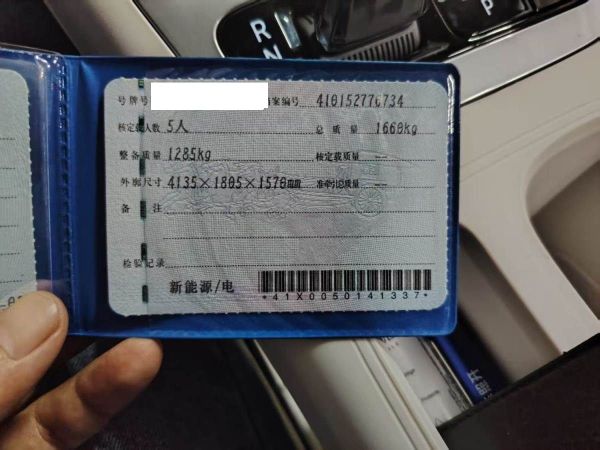 R
N
P
号牌号
档案编号 410152770734
核定载人数 5人
总质量 1660kg
整备质量 1285kg
核定载质量 --
外廓尺寸 4135×1805×1570mm
准牵引总质量 --
备注
检验记录
新能源/电
*41X0050141337*